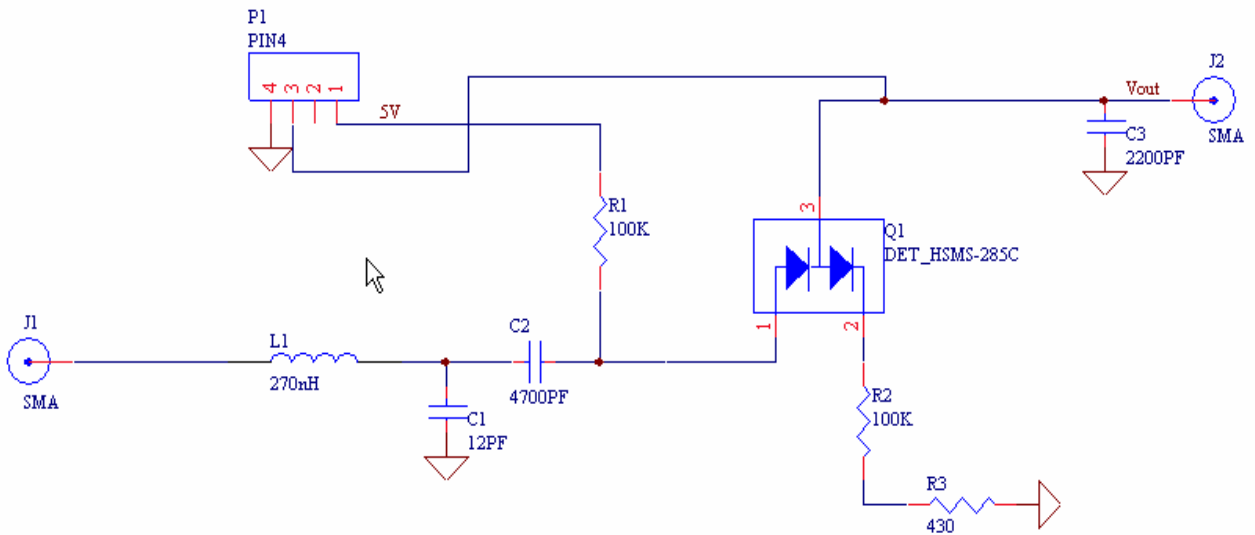 P1
PIN4
4 3 2 1
5V
J2
Vout
SMA
C3
2200PF
R1
100K
3
Q1
DET_HSMS-285C
1 2
J1
SMA
L1
270nH
C2
4700PF
C1
12PF
R2
100K
R3
430